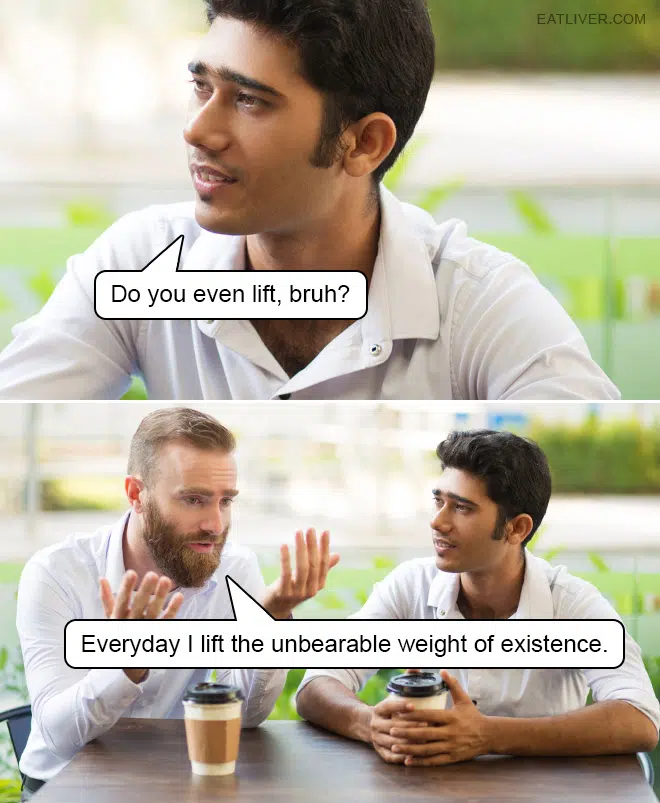 EATLIVER.COM
Do you even lift, bruh?
Everyday I lift the unbearable weight of existence.